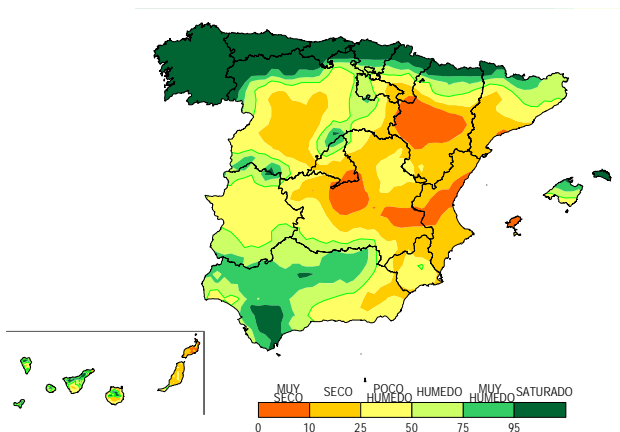 MUY SECO
SECO
POCO HUMEDO
HUMEDO
MUY HUMEDO
SATURADO
0 10 25 50 75 95